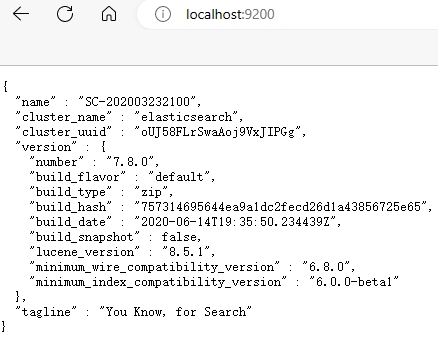 localhost:9200
{
  "name" : "SC-202003232100",
  "cluster_name" : "elasticsearch",
  "cluster_uuid" : "oUJ58FLrSwaAoj9VxJIPGg",
  "version" : {
    "number" : "7.8.0",
    "build_flavor" : "default",
    "build_type" : "zip",
    "build_hash" : "757314695644ea9a1dc2fecd26d1a43856725e65",
    "build_date" : "2020-06-14T19:35:50.234439Z",
    "build_snapshot" : false,
    "lucene_version" : "8.5.1",
    "minimum_wire_compatibility_version" : "6.8.0",
    "minimum_index_compatibility_version" : "6.0.0-beta1"
  },
  "tagline" : "You Know, for Search"
}